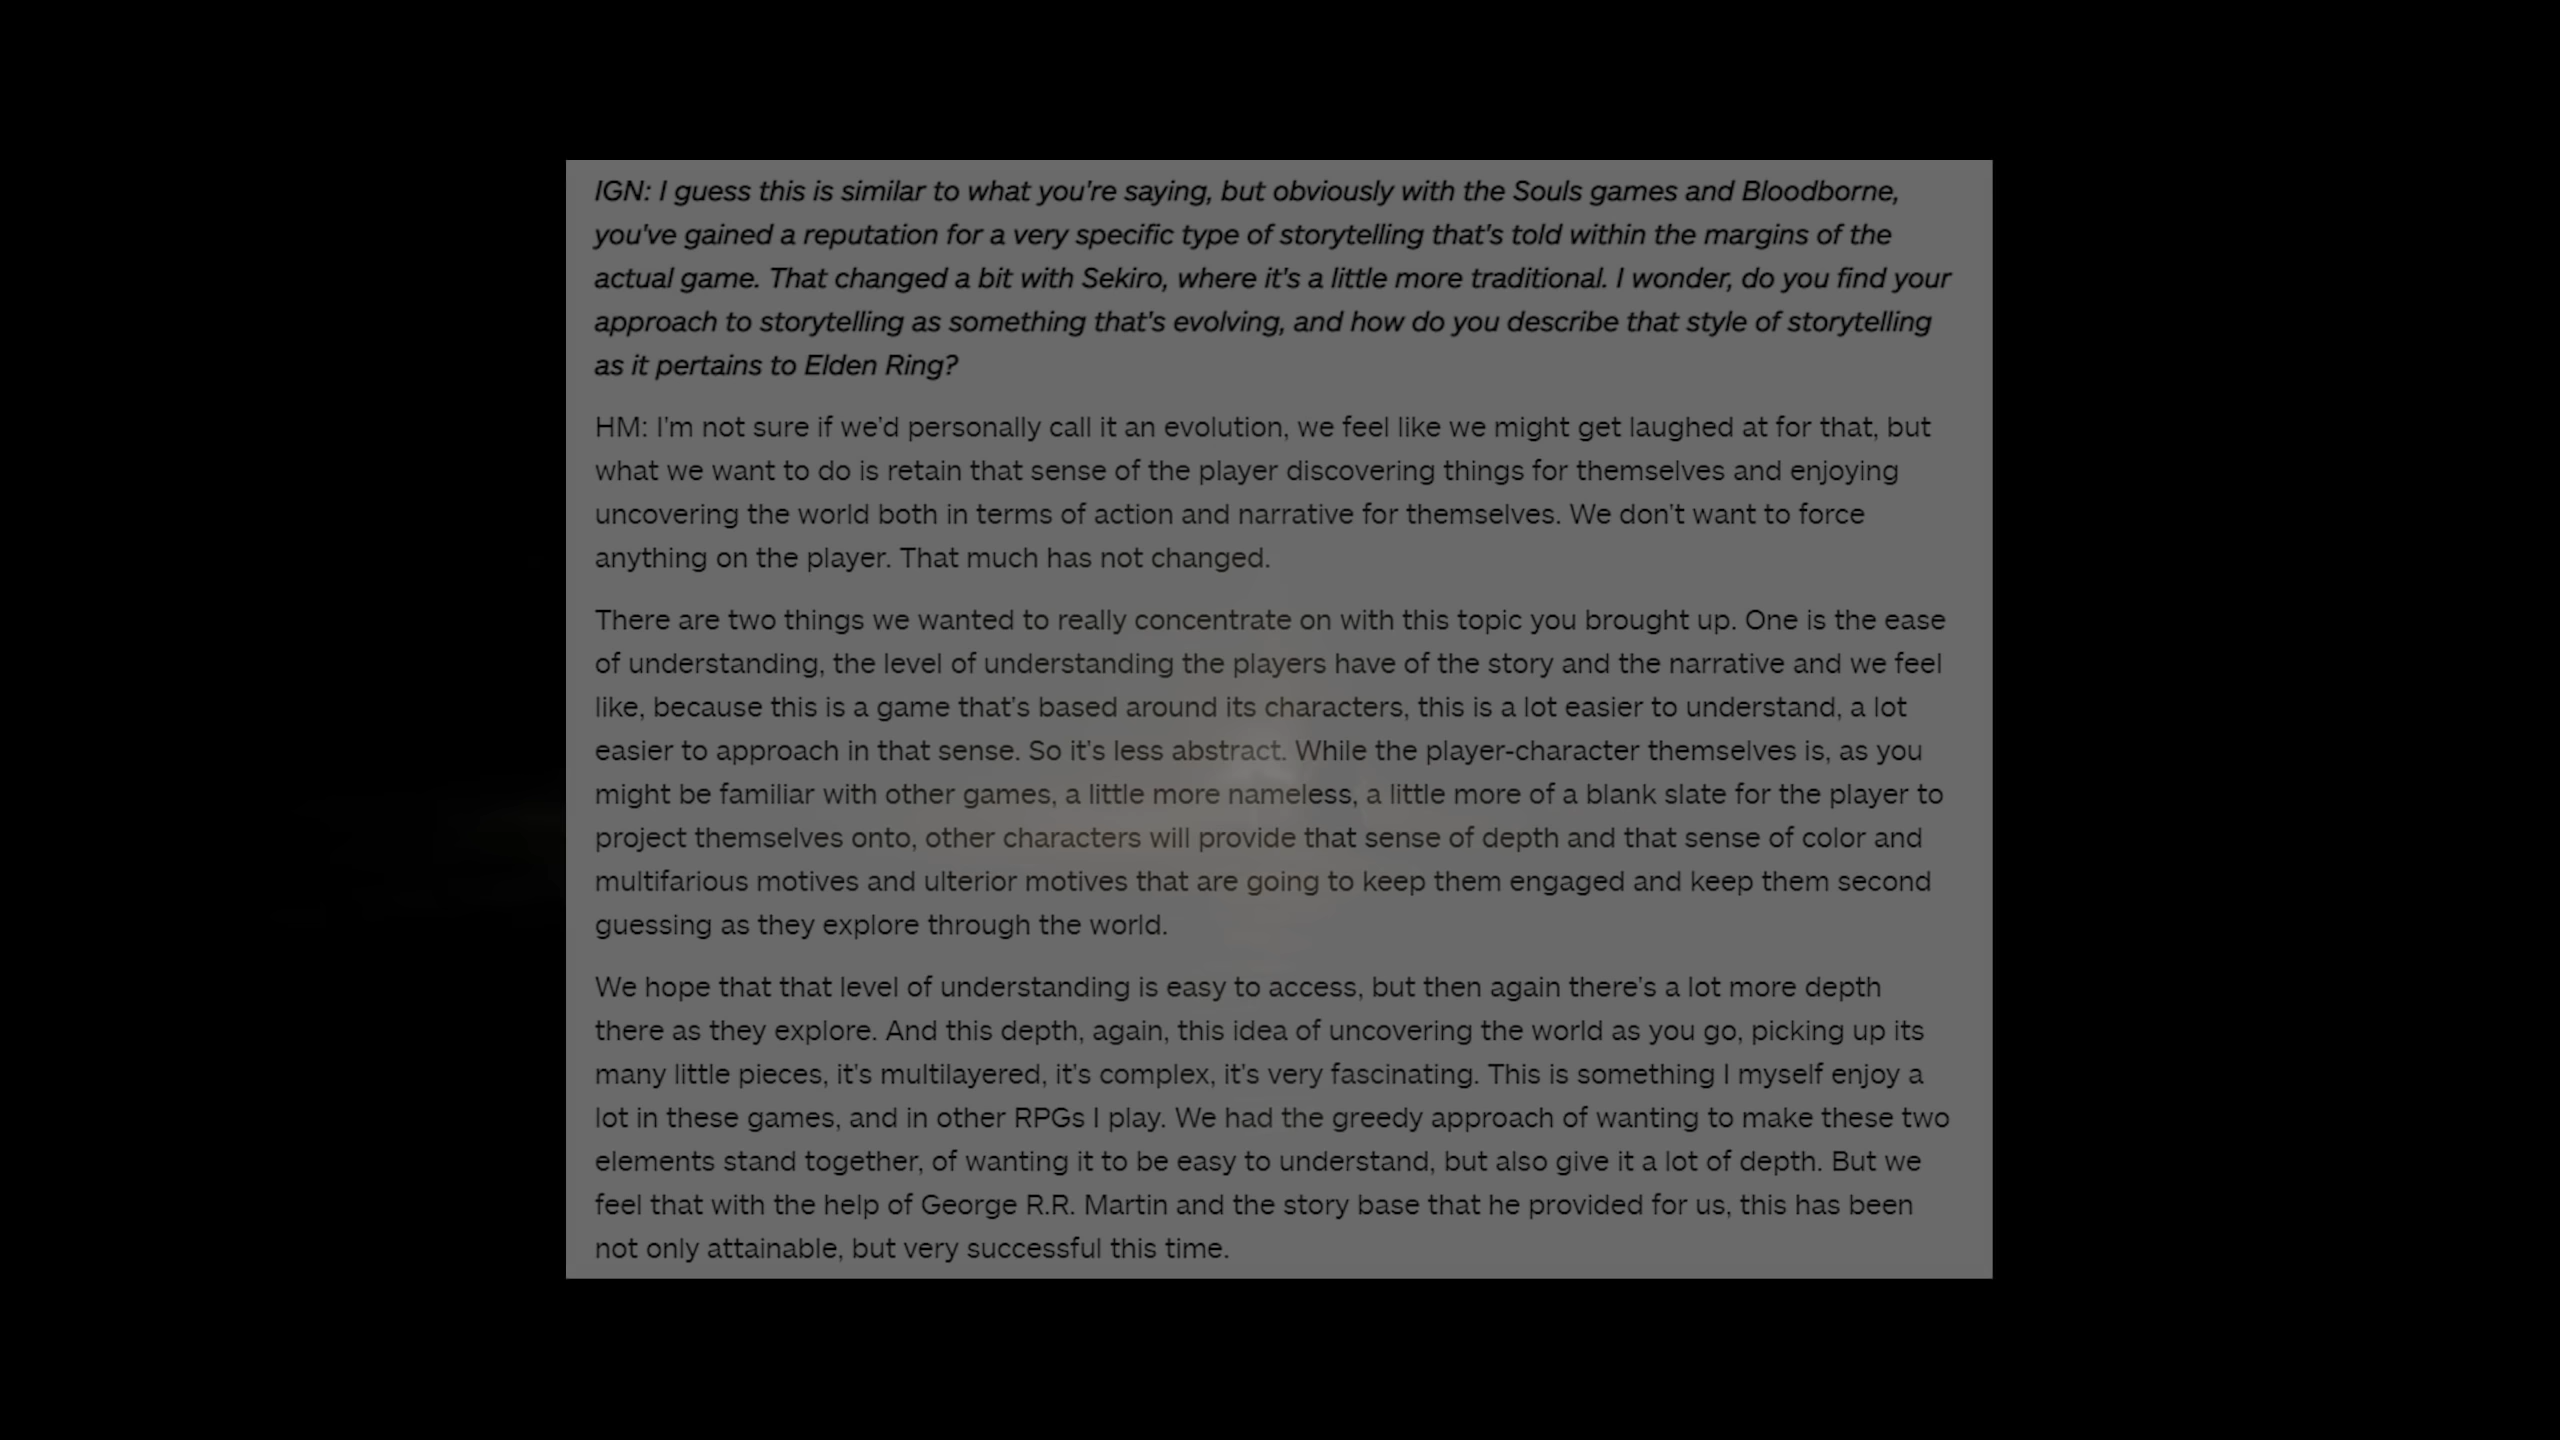 IGN: I guess this is similar to what you're saying, but obviously with the Souls games and Bloodborne,
you've gained a reputation for a very specific type of storytelling that's told within the margins of the
actual game. That changed a bit with Sekiro, where it's a little more traditional. I wonder, do you find your
approach to storytelling as something that's evolving, and how do you describe that style of storytelling
as it pertains to Elden Ring?
HM: I'm not sure if we'd personally call it an evolution, we feel like we might get laughed at for that, but
what we want to do is retain that sense of the player discovering things for themselves and enjoying
uncovering the world both in terms of action and narrative for themselves. We don't want to force
anything on the player. That much has not changed.
There are two things we wanted to really concentrate on with this topic you brought up. One is the ease
of understanding, the level of understanding the players have of the story and the narrative and we feel
like, because this is a game that's based around its characters, this is a lot easier to understand, a lot
easier to approach in that sense. So it's less abstract. While the player-character themselves is, as you
might be familiar with other games, a little more nameless, a little more of a blank slate for the player to
project themselves onto, other characters will provide that sense of depth and that sense of color and
multifarious motives and ulterior motives that are going to keep them engaged and keep them second
guessing as they explore through the world.
We hope that that level of understanding is easy to access, but then again there's a lot more depth
there as they explore. And this depth, again, this idea of uncovering the world as you go, picking up its
many little pieces, it's multilayered, it's complex, it's very fascinating. This is something I myself enjoy a
lot in these games, and in other RPGs I play. We had the greedy approach of wanting to make these two
elements stand together, of wanting it to be easy to understand, but also give it a lot of depth. But we
feel that with the help of George R.R. Martin and the story base that he provided for us, this has been
not only attainable, but very successful this time.